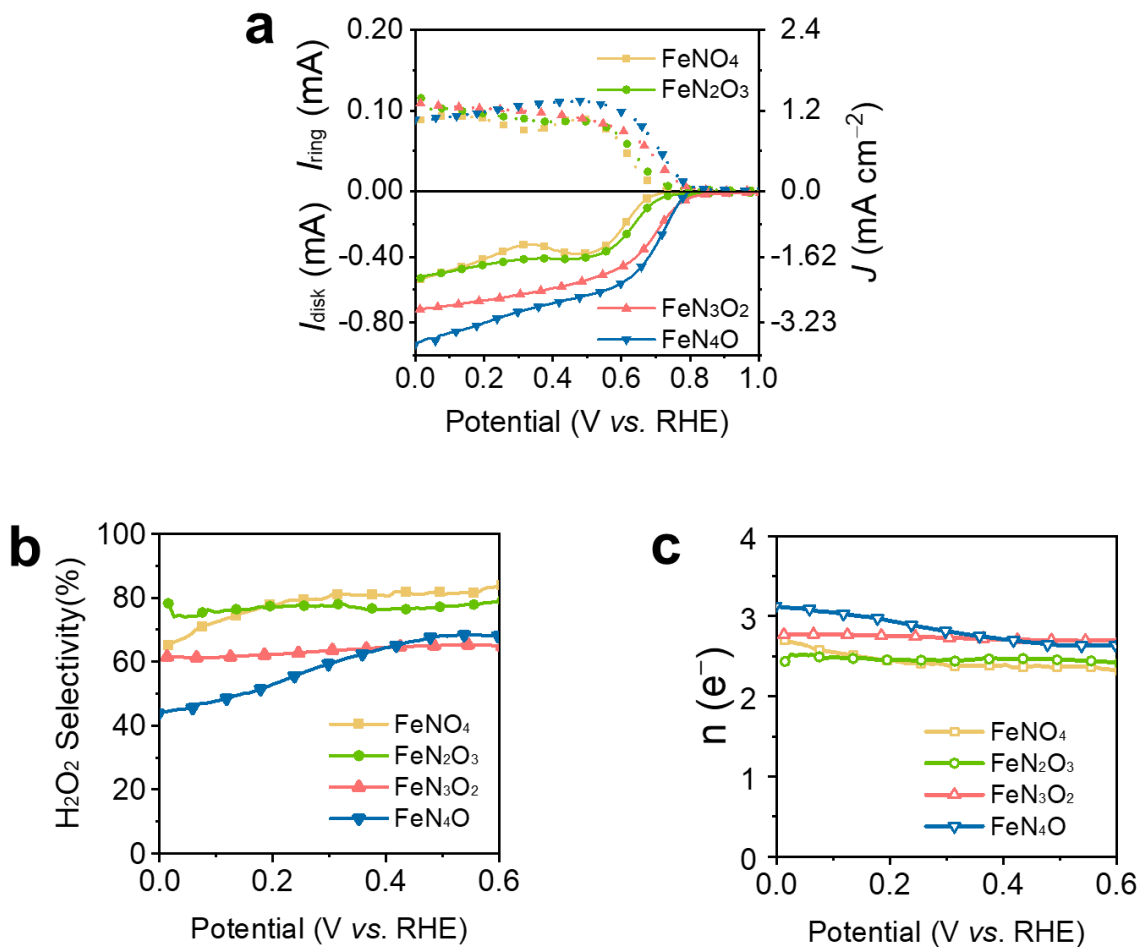 a
0.20
0.10
0.00
-0.40
-0.80
I_ring (mA)
I_disk (mA)
FeNO₄
FeN₂O₃
FeN₃O₂
FeN₄O
2.4
1.2
0.0
-1.62
-3.23
J (mA cm⁻²)
0.0 0.2 0.4 0.6 0.8 1.0
Potential (V vs. RHE)
b
100
80
60
40
20
0
H₂O₂ Selectivity(%)
FeNO₄
FeN₂O₃
FeN₃O₂
FeN₄O
0.0 0.2 0.4 0.6
Potential (V vs. RHE)
c
4
3
2
1
0
n (e⁻)
FeNO₄
FeN₂O₃
FeN₃O₂
FeN₄O
0.0 0.2 0.4 0.6
Potential (V vs. RHE)